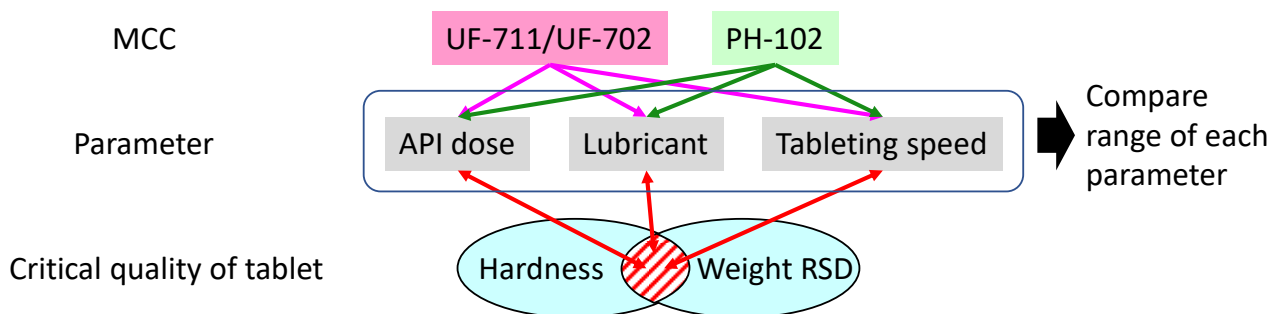 MCC
UF-711/UF-702
PH-102
Parameter
API dose
Lubricant
Tableting speed
Compare
range of each
parameter
Critical quality of tablet
Hardness
Weight RSD